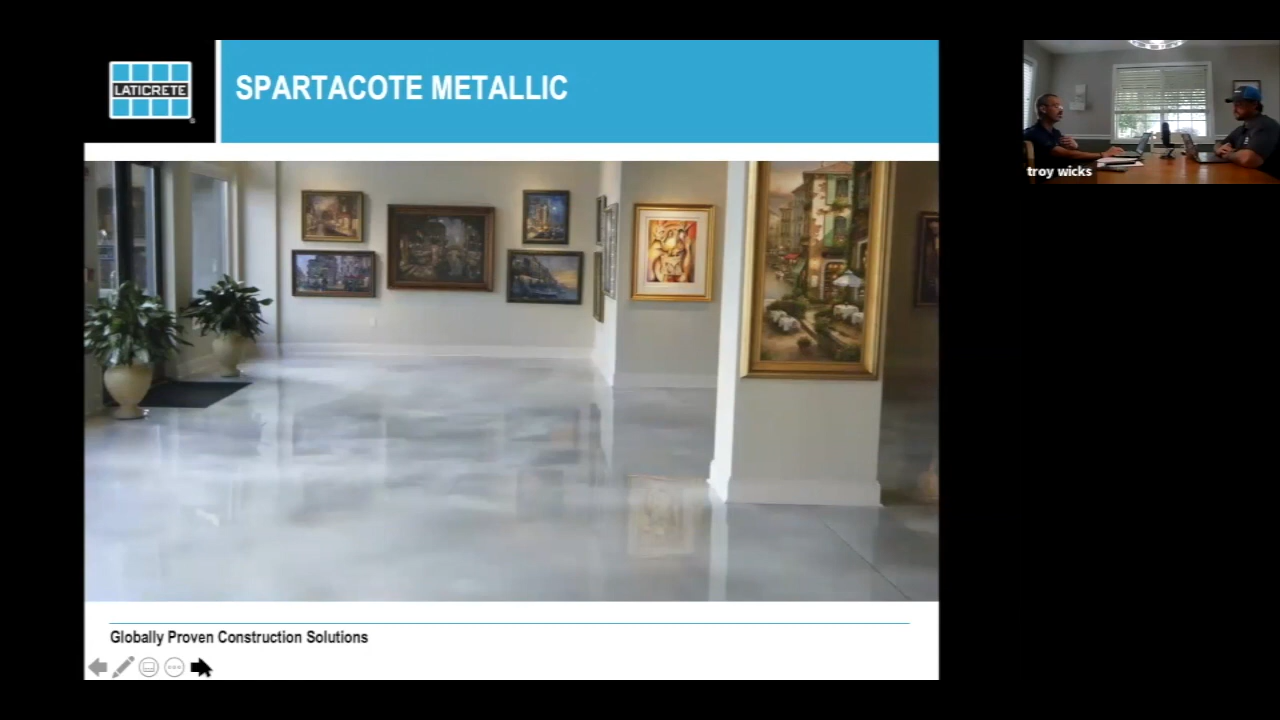 LATICRETE
SPARTACOTE METALLIC
troy wicks
Globally Proven Construction Solutions